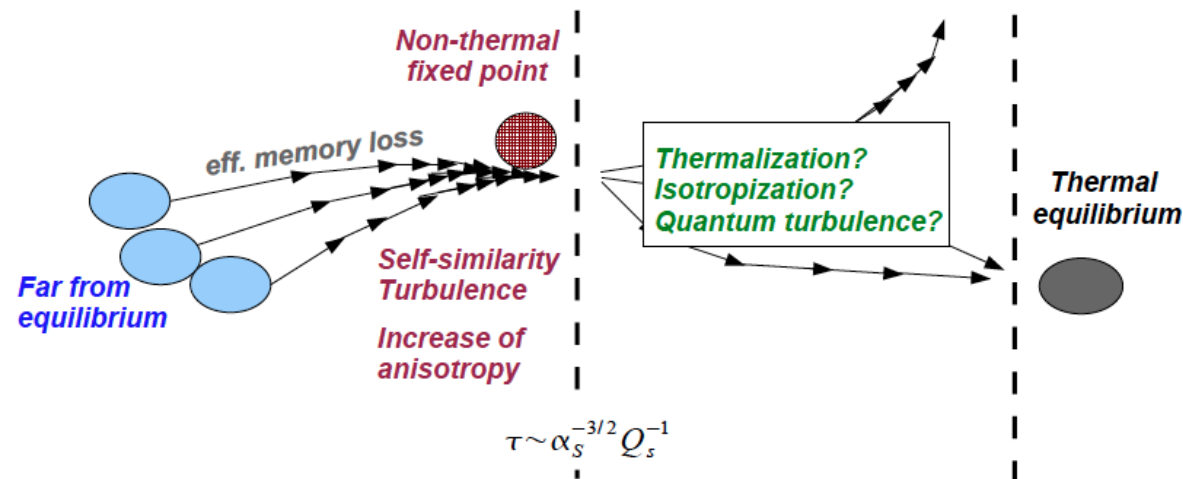 Non-thermal
fixed point
eff. memory loss
Far from
equilibrium
Self-similarity
Turbulence
Increase of
anisotropy
τ~α_S^{-3/2} Q_s^{-1}
Thermalization?
Isotropization?
Quantum turbulence?
Thermal
equilibrium